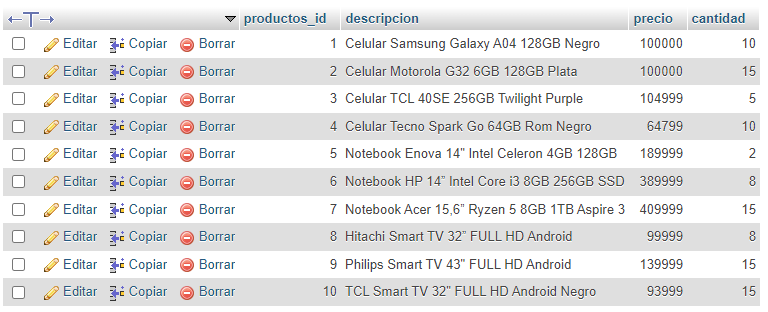 productos_id descripcion precio cantidad
Editar Copiar Borrar 1 Celular Samsung Galaxy A04 128GB Negro 100000 10
Editar Copiar Borrar 2 Celular Motorola G32 6GB 128GB Plata 100000 15
Editar Copiar Borrar 3 Celular TCL 40SE 256GB Twilight Purple 104999 5
Editar Copiar Borrar 4 Celular Tecno Spark Go 64GB Rom Negro 64799 10
Editar Copiar Borrar 5 Notebook Enova 14” Intel Celeron 4GB 128GB 189999 2
Editar Copiar Borrar 6 Notebook HP 14” Intel Core i3 8GB 256GB SSD 389999 8
Editar Copiar Borrar 7 Notebook Acer 15,6” Ryzen 5 8GB 1TB Aspire 3 409999 15
Editar Copiar Borrar 8 Hitachi Smart TV 32” FULL HD Android 99999 8
Editar Copiar Borrar 9 Philips Smart TV 43” FULL HD Android 139999 15
Editar Copiar Borrar 10 TCL Smart TV 32” FULL HD Android Negro 93999 15